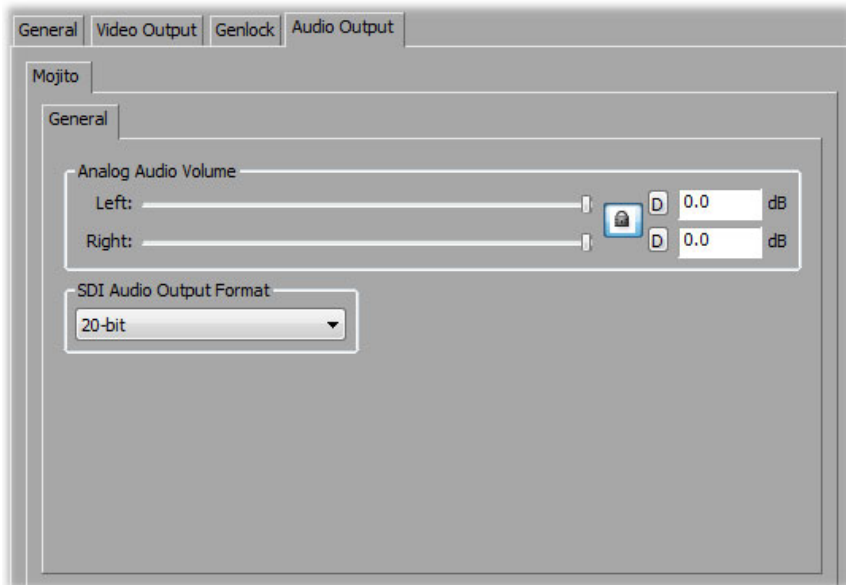 General Video Output Genlock Audio Output
Mojito
General
Analog Audio Volume
Left: D 0.0 dB
Right: D 0.0 dB
SDI Audio Output Format
20-bit